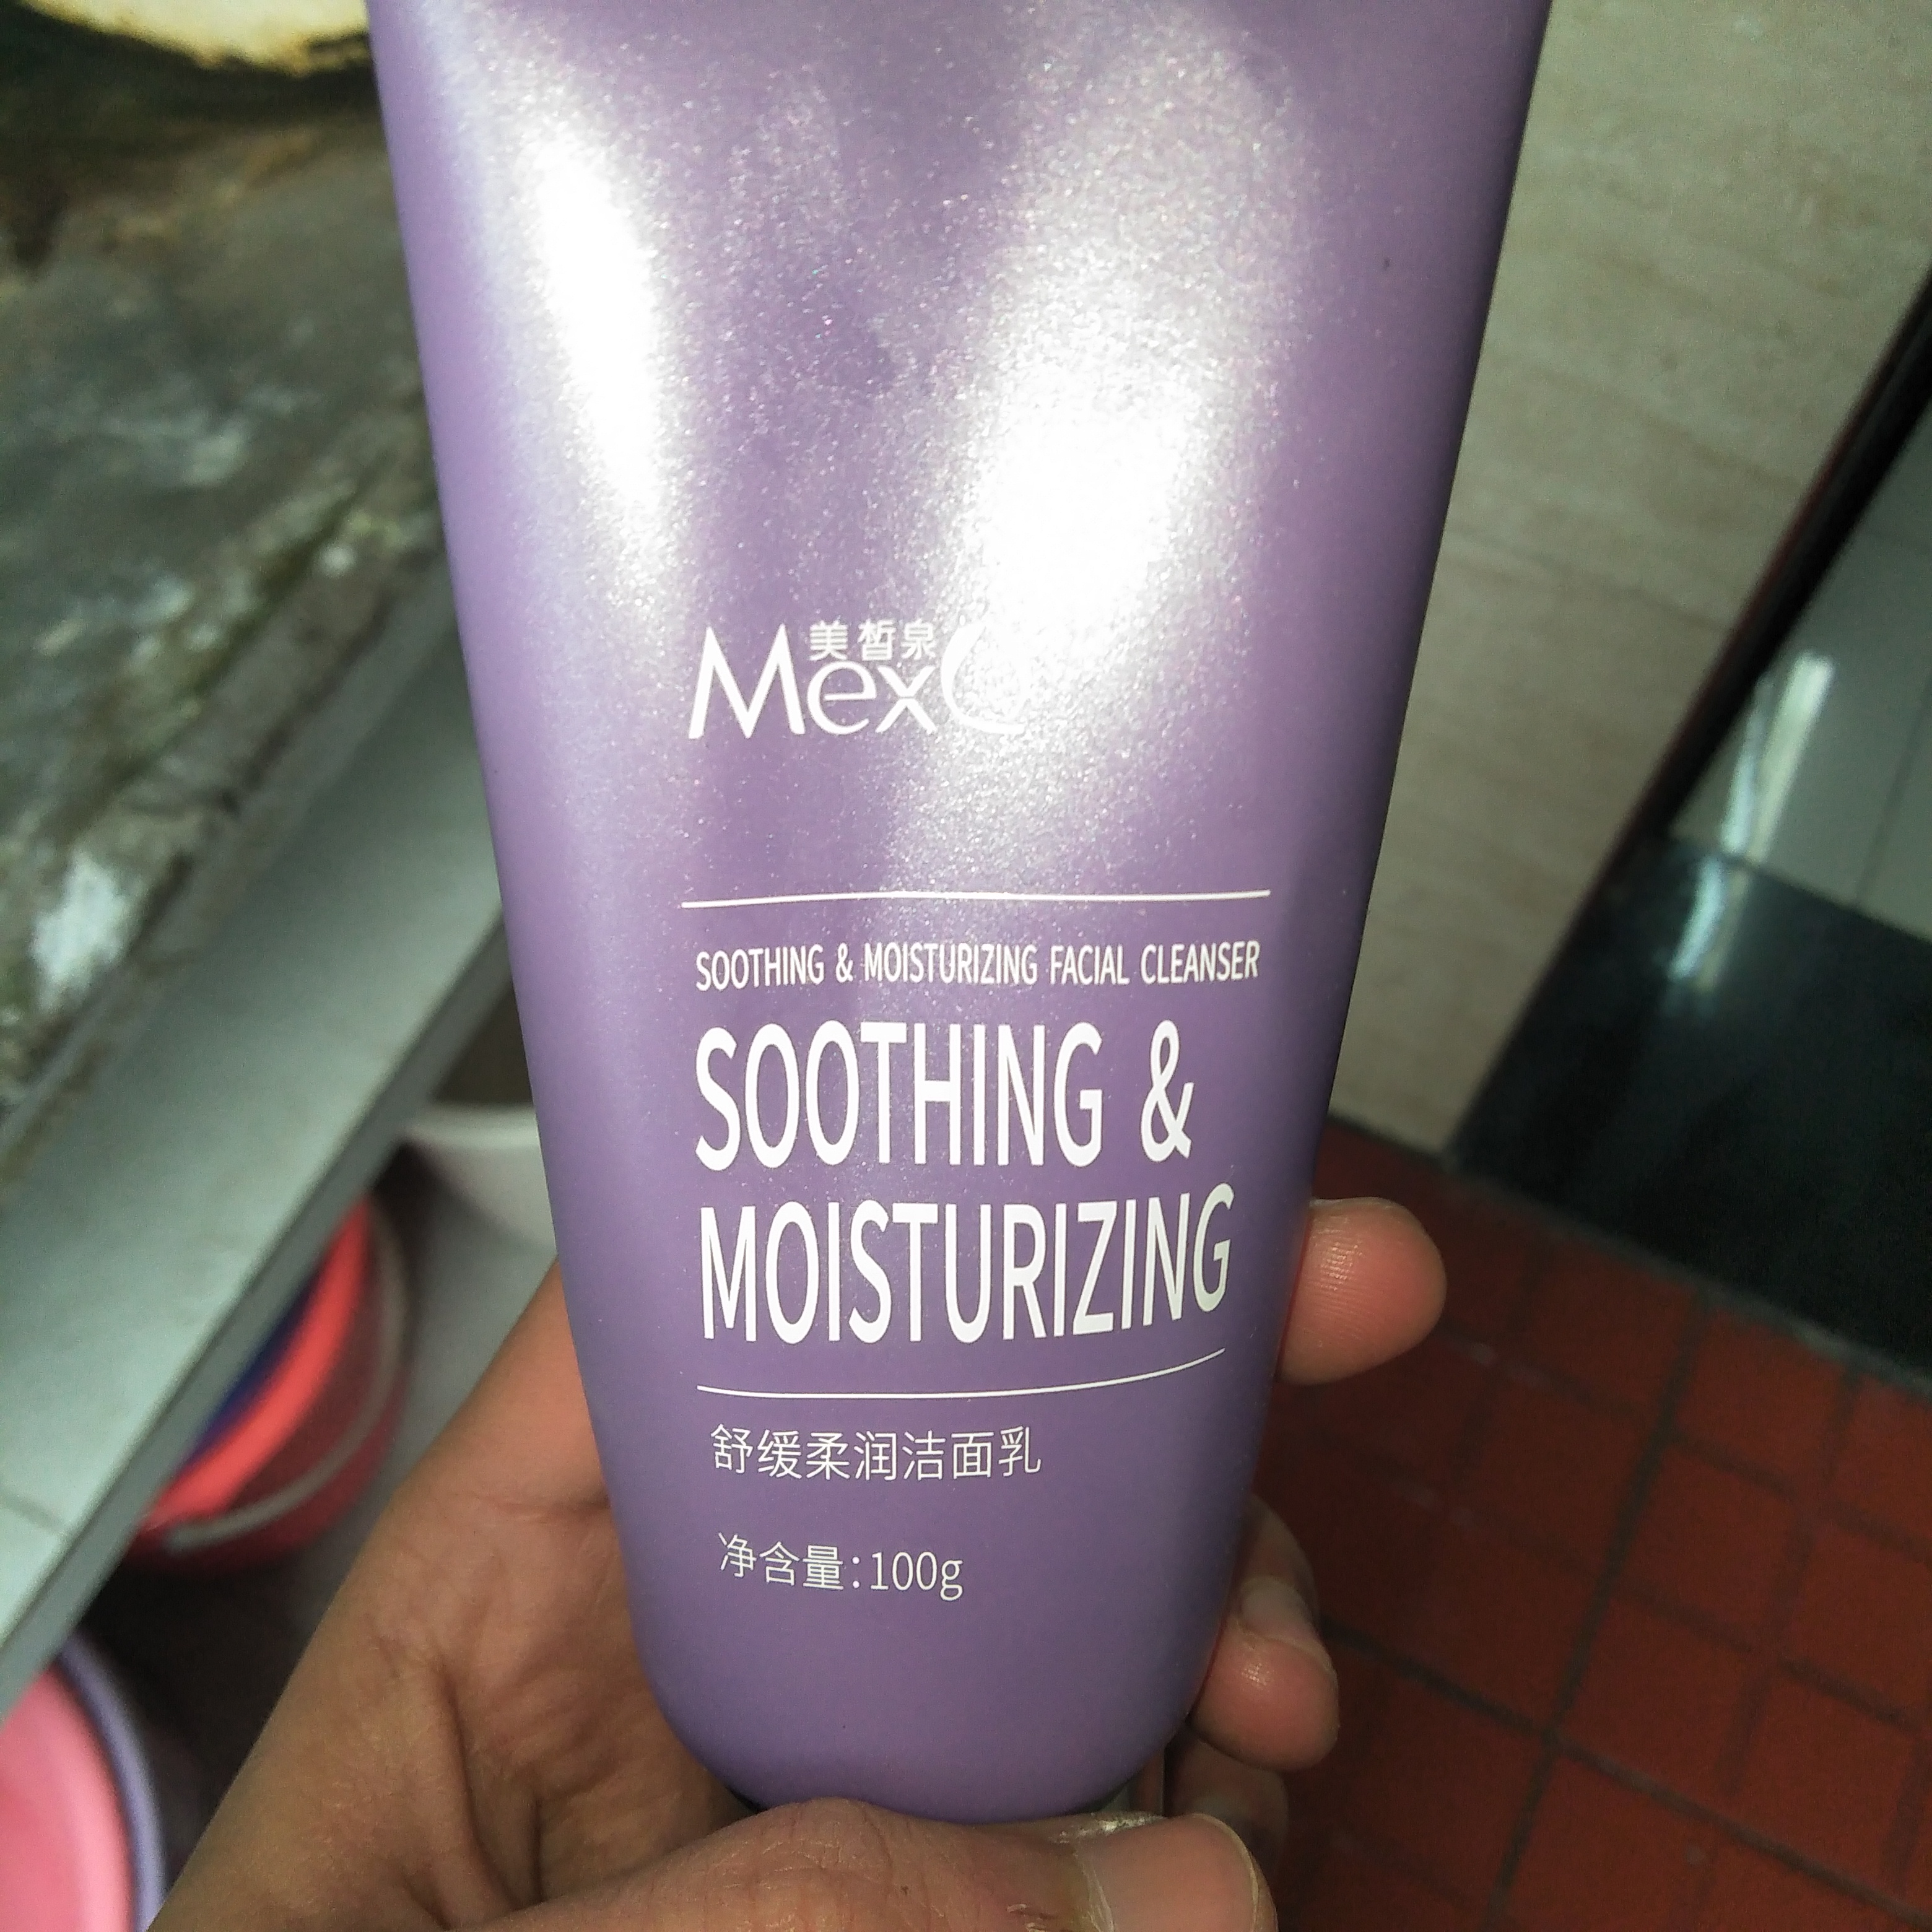 美皙泉
Mex
SOOTHING & MOISTURIZING FACIAL CLEANSER
SOOTHING &
MOISTURIZING
舒缓柔润洁面乳
净含量:100g